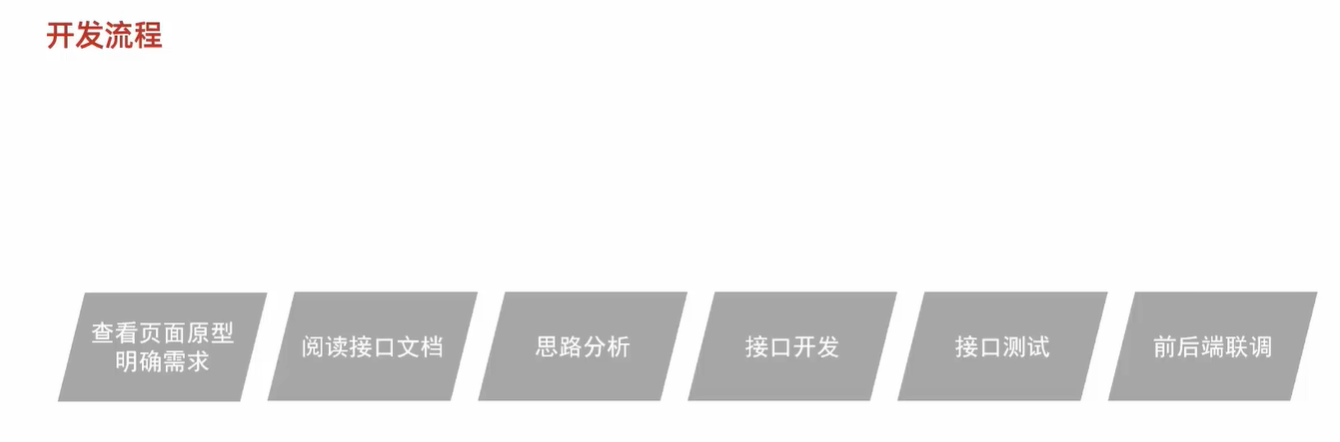 开发流程
查看页面原型
明确需求
阅读接口文档
思路分析
接口开发
接口测试
前后端联调